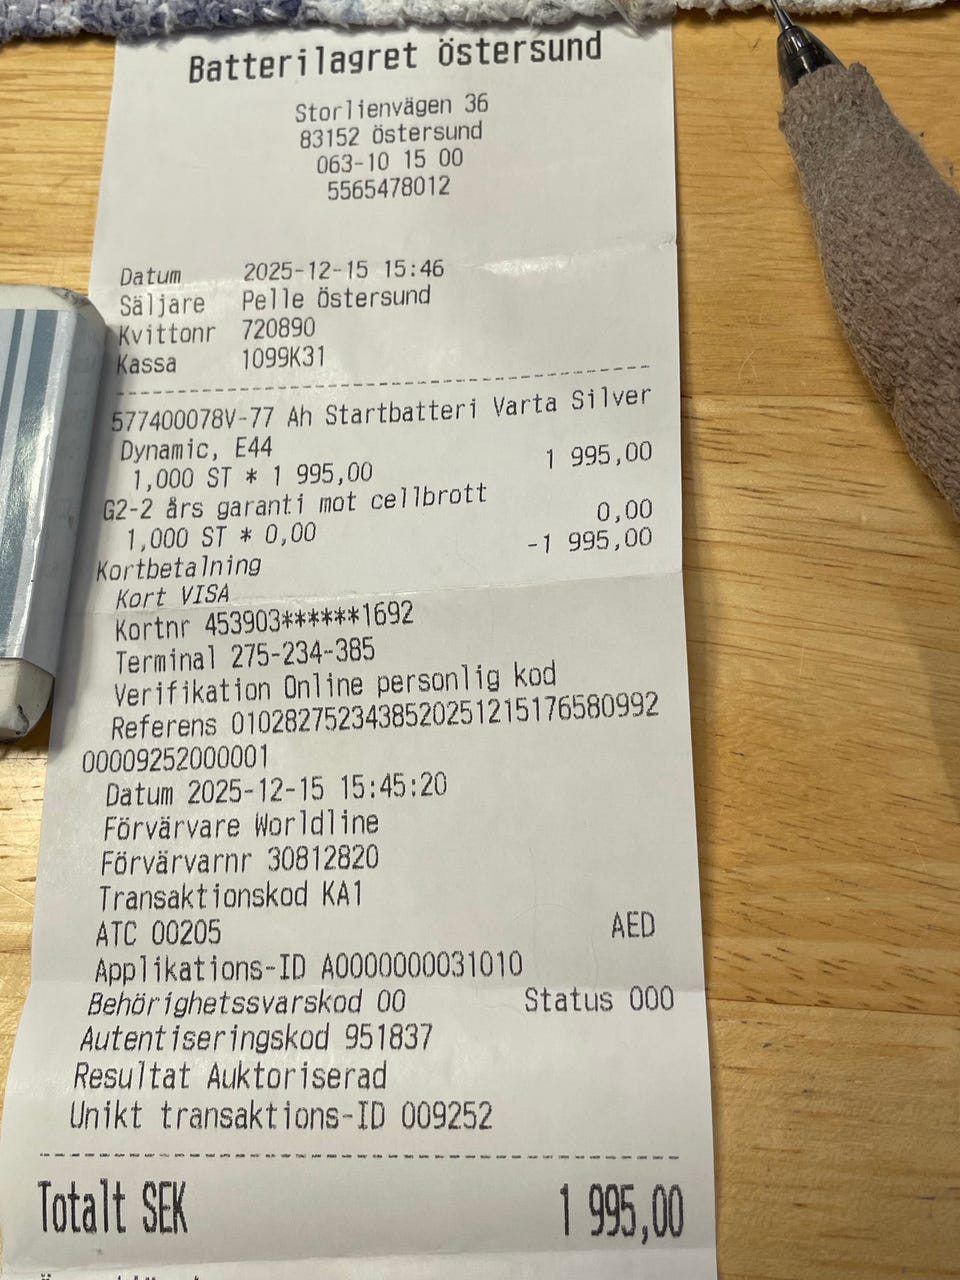 Batterilagret Östersund
Storlienvägen 36
83152 Östersund
063-10 15 00
5565478012
Datum 2025-12-15 15:46
Säljare Pelle Östersund
Kvittonr 720890
Kassa 1099K31
577400078V-77 Ah Startbatteri Varta Silver
Dynamic, E44
1,000 ST * 1 995,00 1 995,00
G2-2 års garanti mot cellbrott
1,000 ST * 0,00 0,00
Kortbetalning -1 995,00
Kort VISA
Kortnr 453903******1692
Terminal 275-234-385
Verifikation Online personlig kod
Referens 010282752343852025121517658​0992
00009252000001
Datum 2025-12-15 15:45:20
Förvärvare Worldline
Förvärvarnr 30812820
Transaktionskod KA1
ATC 00205 AED
Applikations-ID A0000000031010
Behörighetssvarskod 00 Status 000
Autentiseringskod 951837
Resultat Auktoriserad
Unikt transaktions-ID 009252
Totalt SEK 1 995,00